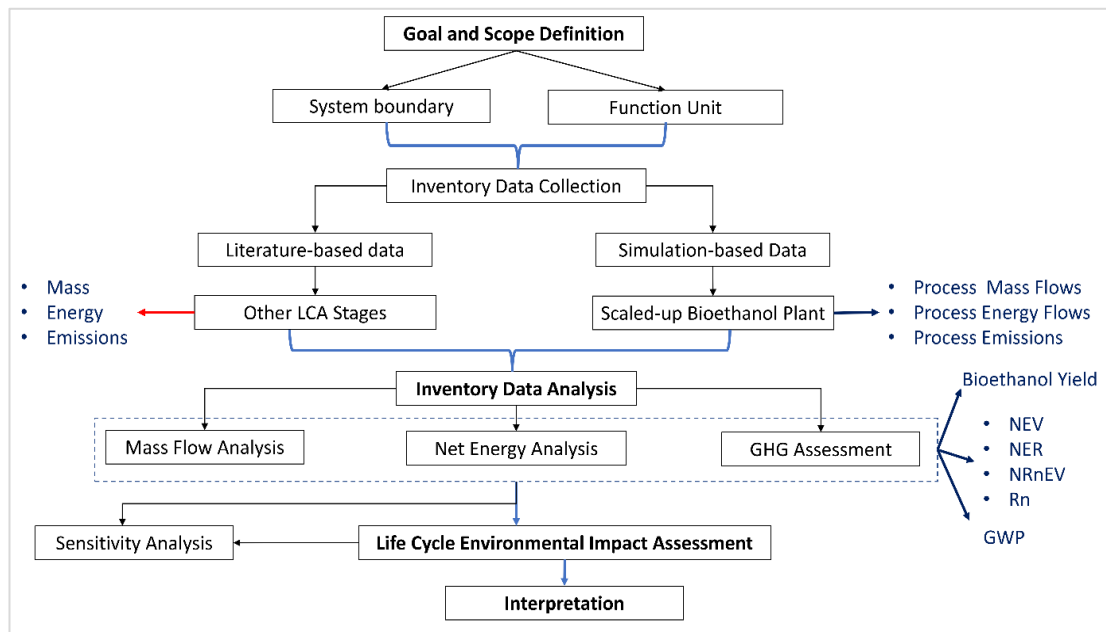 Goal and Scope Definition
System boundary
Function Unit
Inventory Data Collection
Literature-based data
Simulation-based Data
• Mass
• Energy
• Emissions
Other LCA Stages
Scaled-up Bioethanol Plant
• Process Mass Flows
• Process Energy Flows
• Process Emissions
Inventory Data Analysis
Bioethanol Yield
Mass Flow Analysis
Net Energy Analysis
GHG Assessment
• NEV
• NER
• NRnEV
• Rn
GWP
Sensitivity Analysis
Life Cycle Environmental Impact Assessment
Interpretation